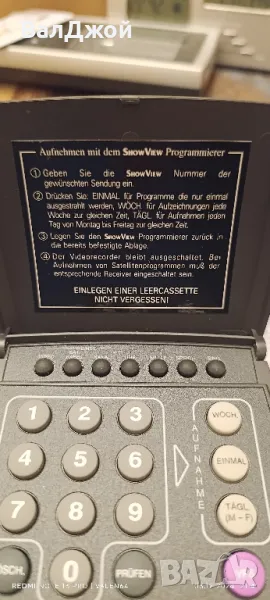 ВалДжой
Aufnehmen mit dem SHOWVIEW Programmierer
① Geben Sie die SHOWVIEW Nummer der
gewünschten Sendung ein.
② Drücken Sie: EINMAL für Programme die nur einmal
ausgestrahlt werden, WÖCH. für Aufzeichnungen jede
Woche zur gleichen Zeit, TÄGL. für Aufnahmen jeden
Tag von Montag bis Freitag zur gleichen Zeit.
③ Legen Sie den SHOWVIEW Programmierer zurück in
die bereits befestigte Ablage.
④ Der Videorecorder bleibt ausgeschaltet. Bei
Aufnahmen von Satellitenprogrammen muß der
entsprechende Receiver eingeschaltet sein.
EINLEGEN EINER LEERCASSETTE
NICHT VERGESSEN!
1 2 3 WÖCH.
4 5 6 EINMAL
7 8 9 TÄGL.
(M – F)
AUFNAHME
ÖSCH. 0 PRÜFEN
BAZAR